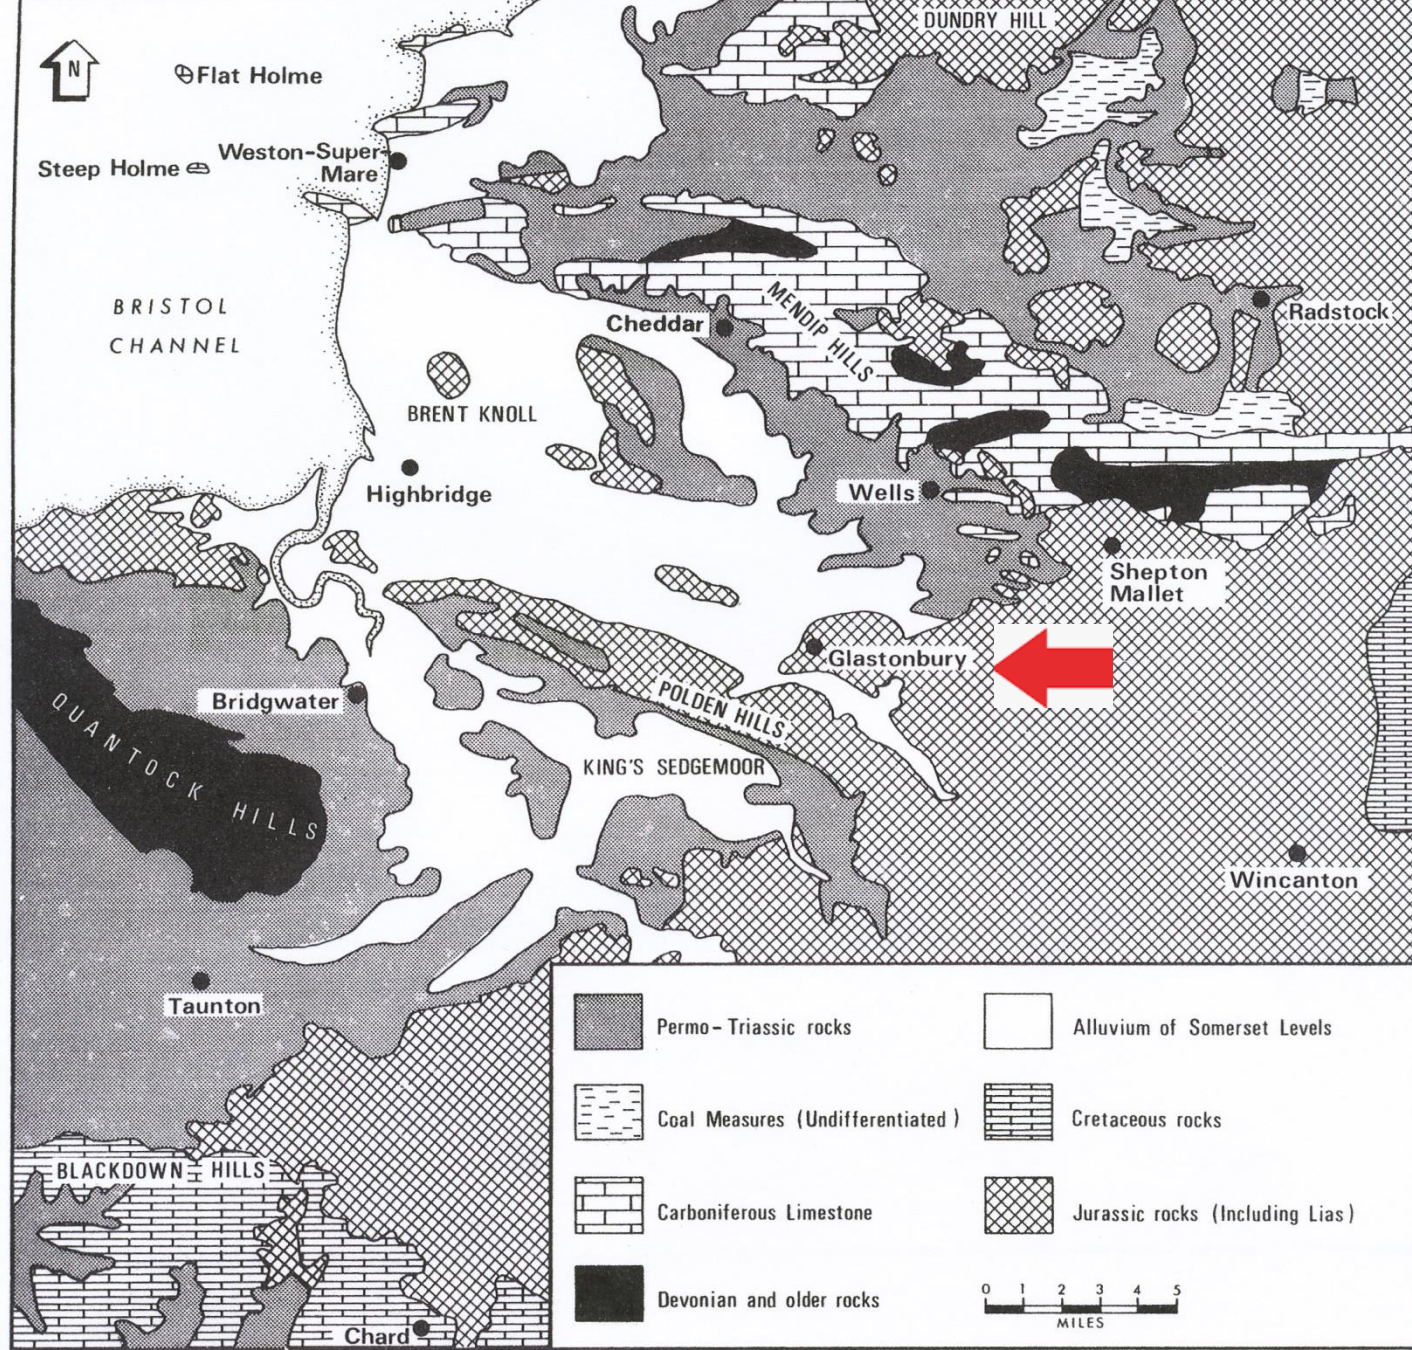 DUNDRY HILL
N
Flat Holme
Steep Holme
Weston-Super-
Mare
BRISTOL
CHANNEL
MENDIP HILLS
Radstock
Cheddar
BRENT KNOLL
Highbridge
Wells
Shepton
Mallet
Glastonbury
Bridgwater
POLDEN HILLS
QUANTOCK HILLS
KING'S SEDGEMOOR
Wincanton
Taunton
BLACKDOWN HILLS
Chard
Permo-Triassic rocks
Alluvium of Somerset Levels
Coal Measures (Undifferentiated)
Cretaceous rocks
Carboniferous Limestone
Jurassic rocks (Including Lias)
Devonian and older rocks
0 1 2 3 4 5
MILES